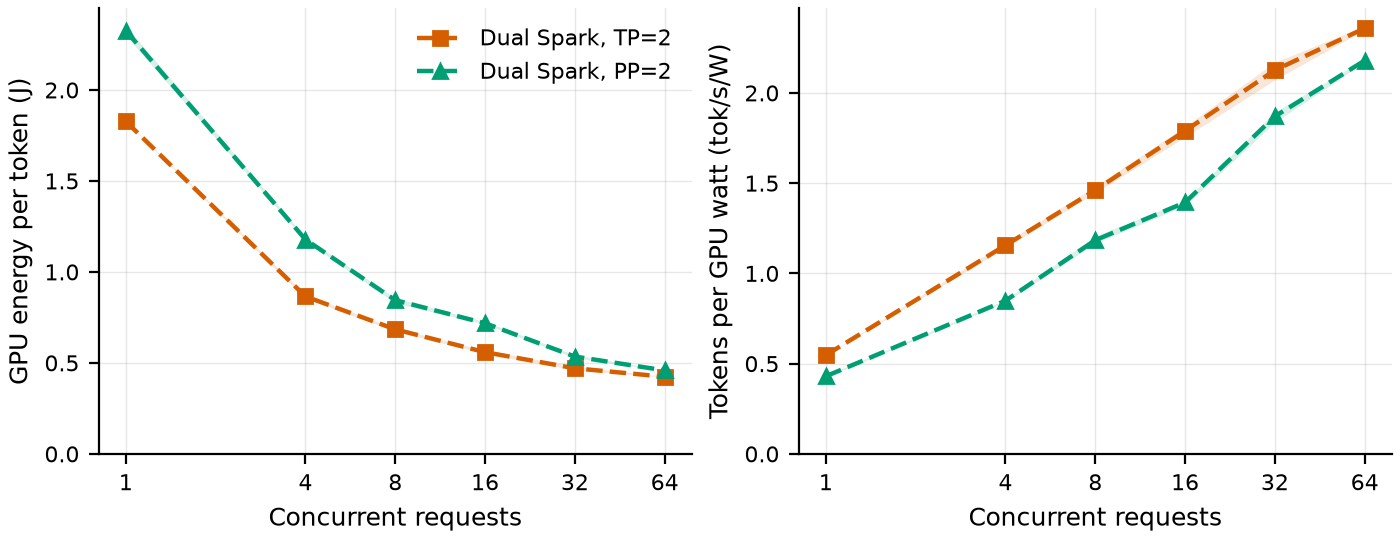 GPU energy per token (J)
2.0
1.5
1.0
0.5
0.0
Dual Spark, TP=2
Dual Spark, PP=2
1 4 8 16 32 64
Concurrent requests
Tokens per GPU watt (tok/s/W)
2.0
1.5
1.0
0.5
0.0
1 4 8 16 32 64
Concurrent requests